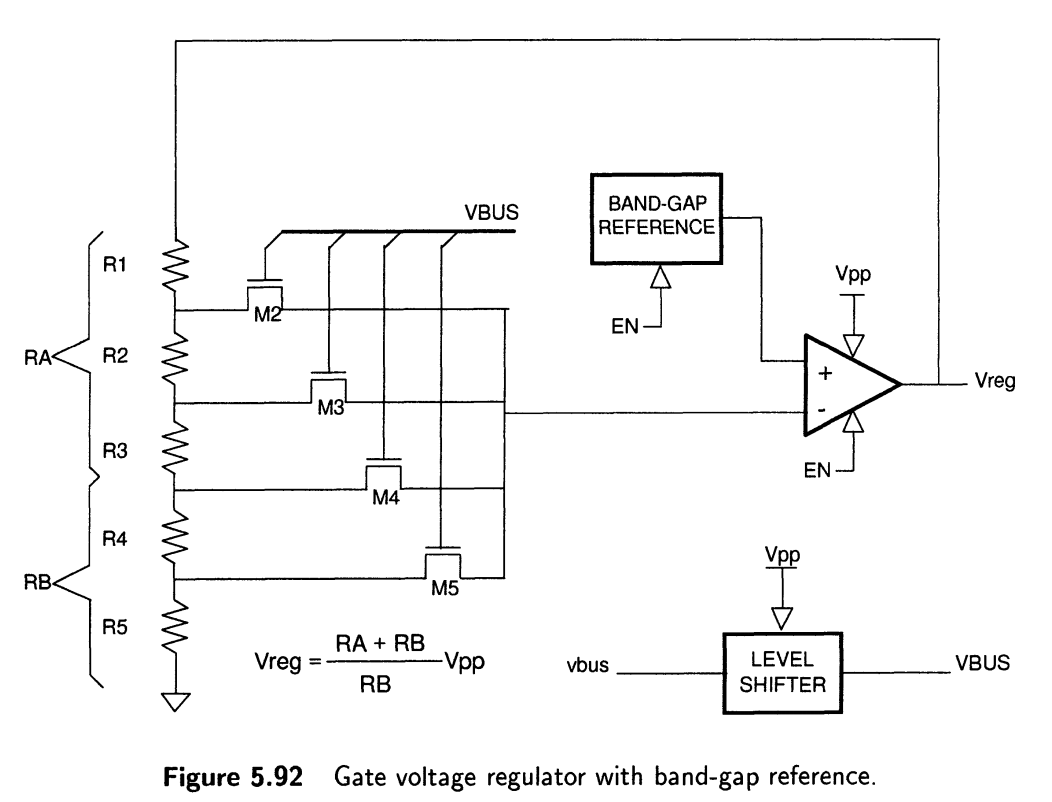 VBUS
BAND-GAP
REFERENCE
R1
Vpp
M2
EN
RA
R2
+
Vreg
M3
-
R3
EN
M4
R4
Vpp
RB
M5
R5
Vreg = RA + RB / RB Vpp
vbus
LEVEL
SHIFTER
VBUS
Figure 5.92 Gate voltage regulator with band-gap reference.